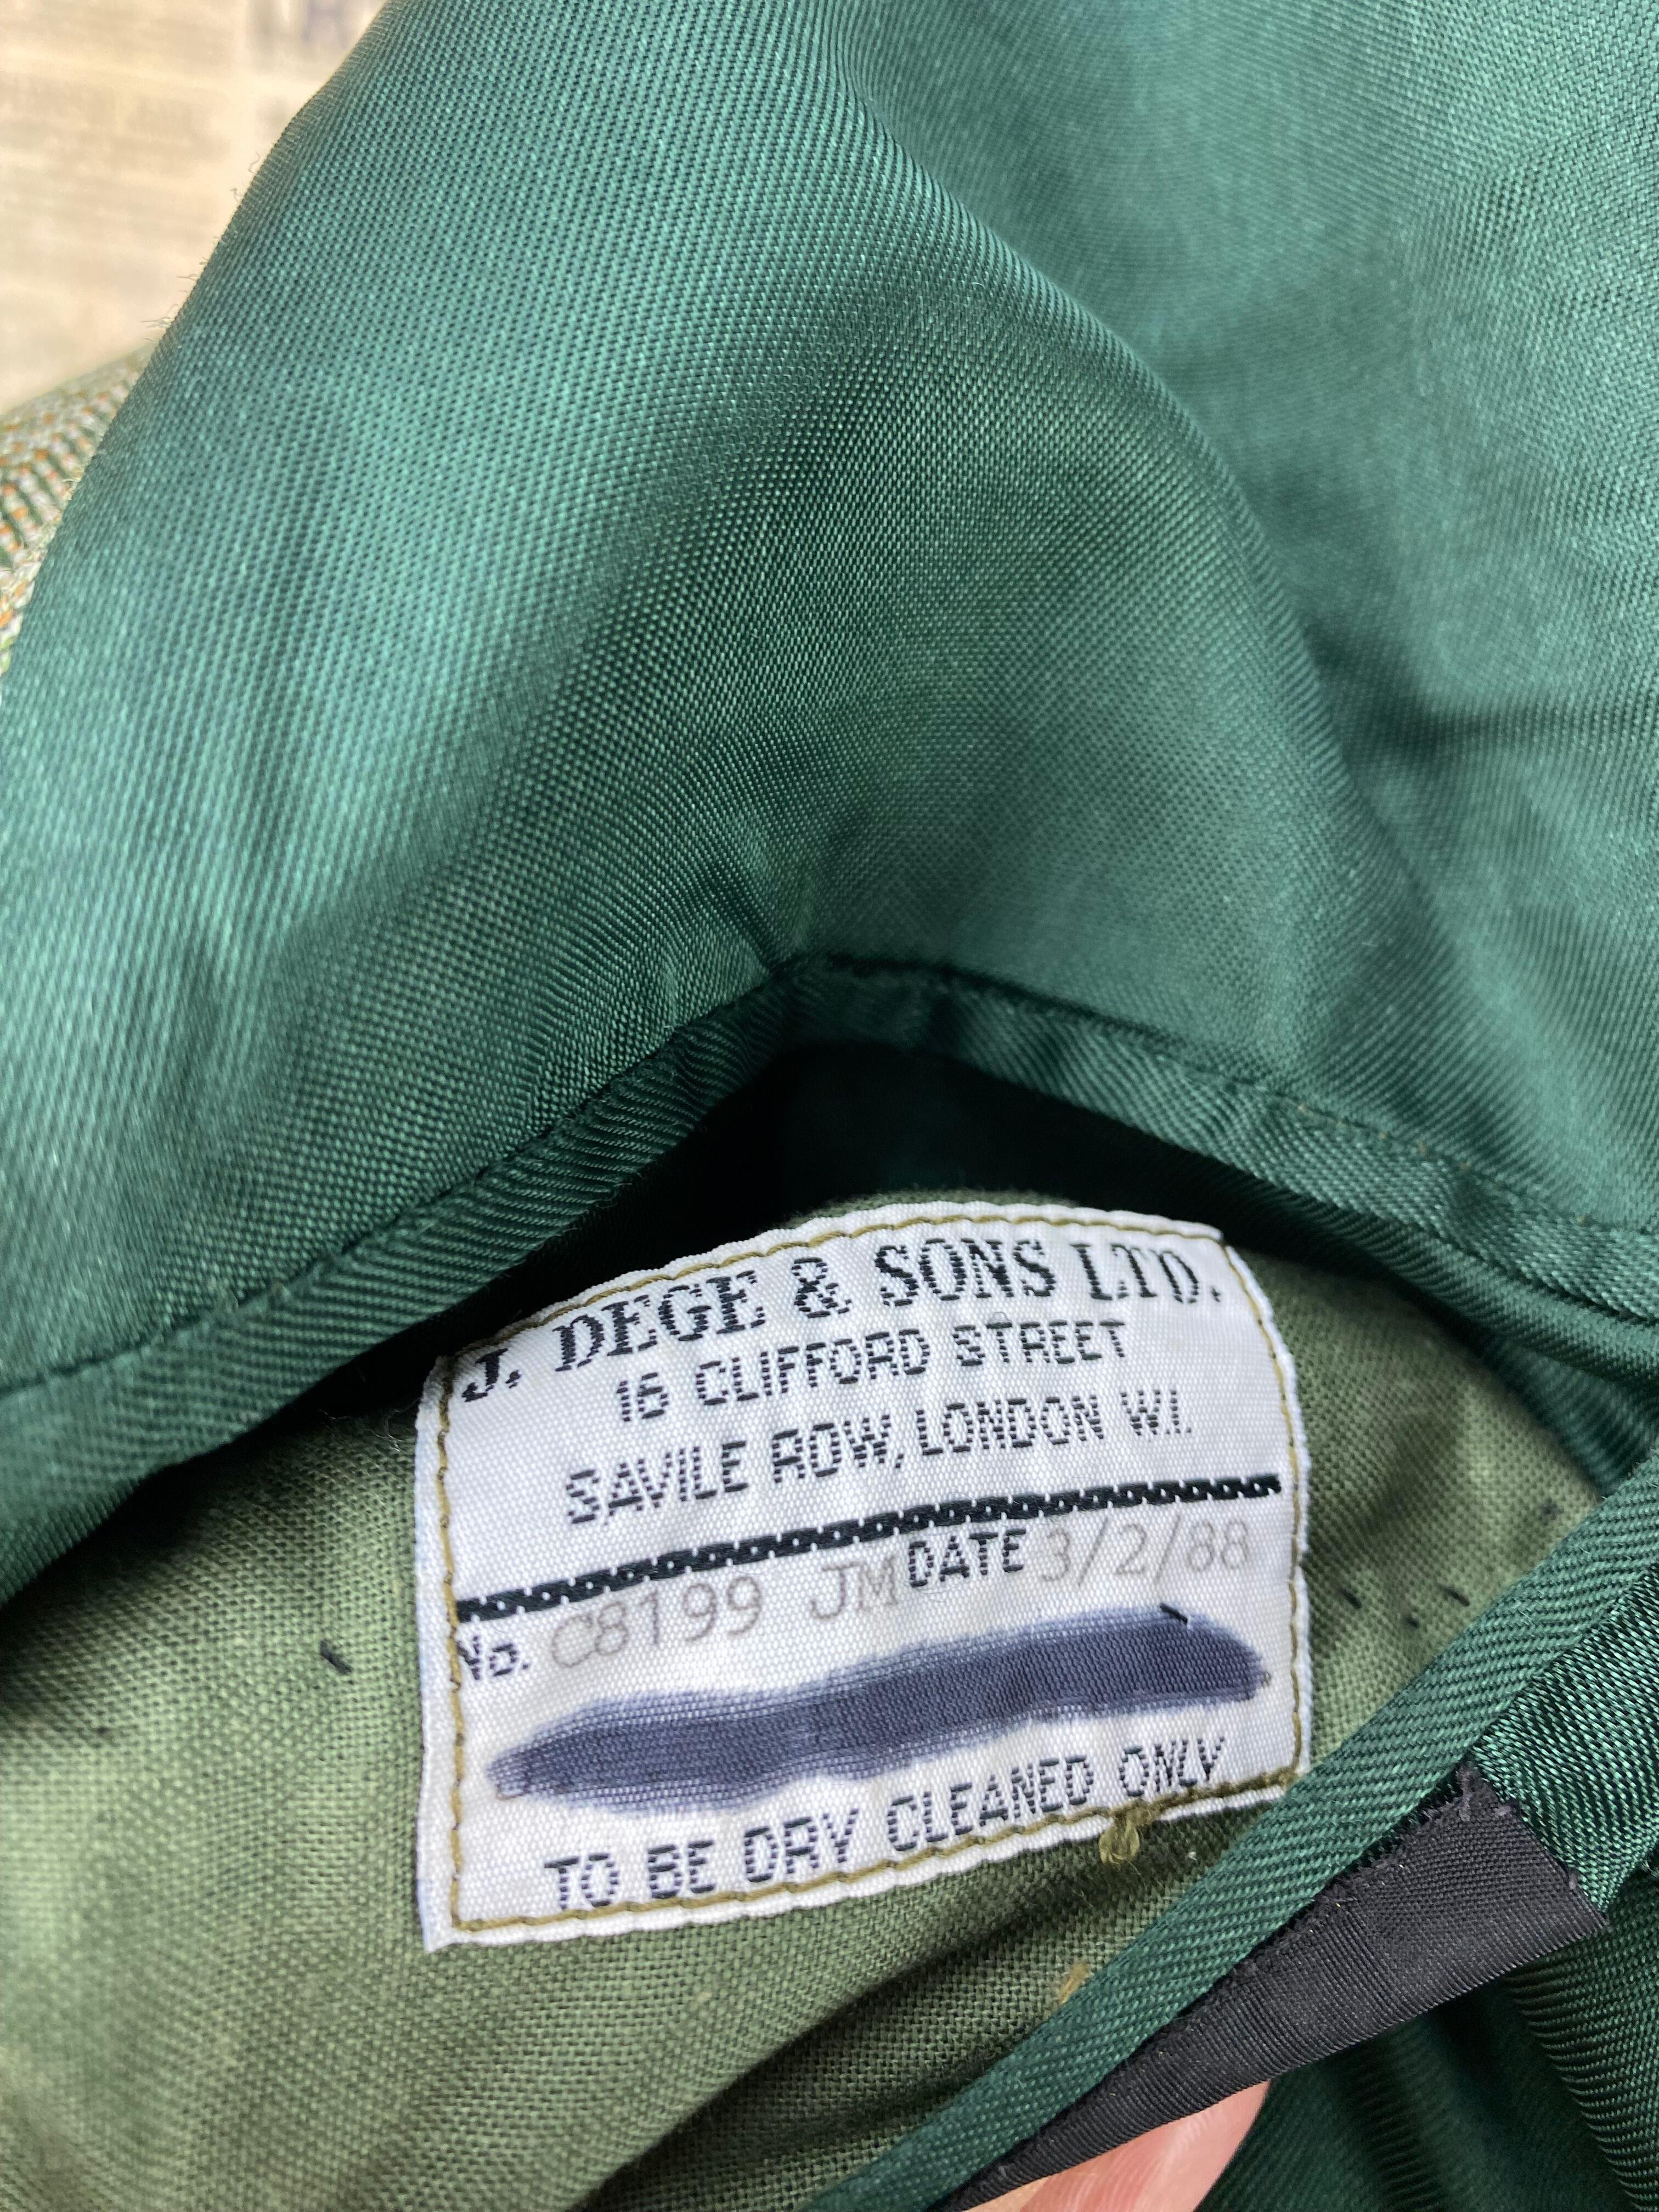 J. DEGE & SONS LTD.
16 CLIFFORD STREET
SAVILE ROW, LONDON W.1.
No. C8199 JM DATE 3/2/88
TO BE DRY CLEANED ONLY